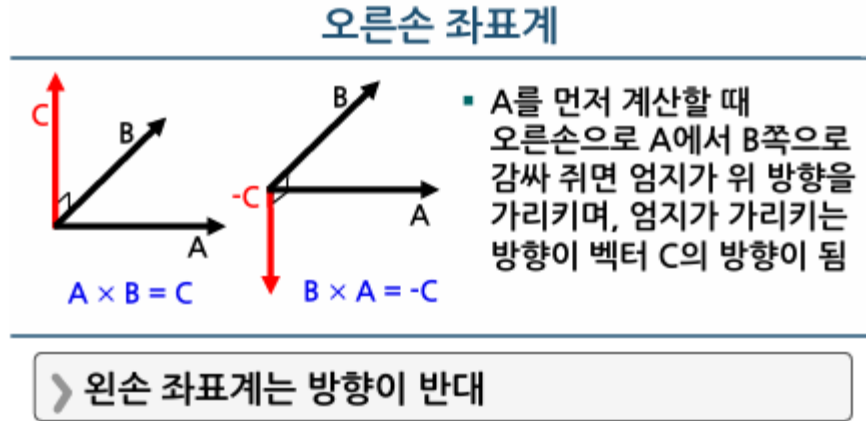 오른손 좌표계
C
B
A
A × B = C
B
-C
A
B × A = -C
▪ A를 먼저 계산할 때
오른손으로 A에서 B쪽으로
감싸 쥐면 엄지가 위 방향을
가리키며, 엄지가 가리키는
방향이 벡터 C의 방향이 됨
왼손 좌표계는 방향이 반대